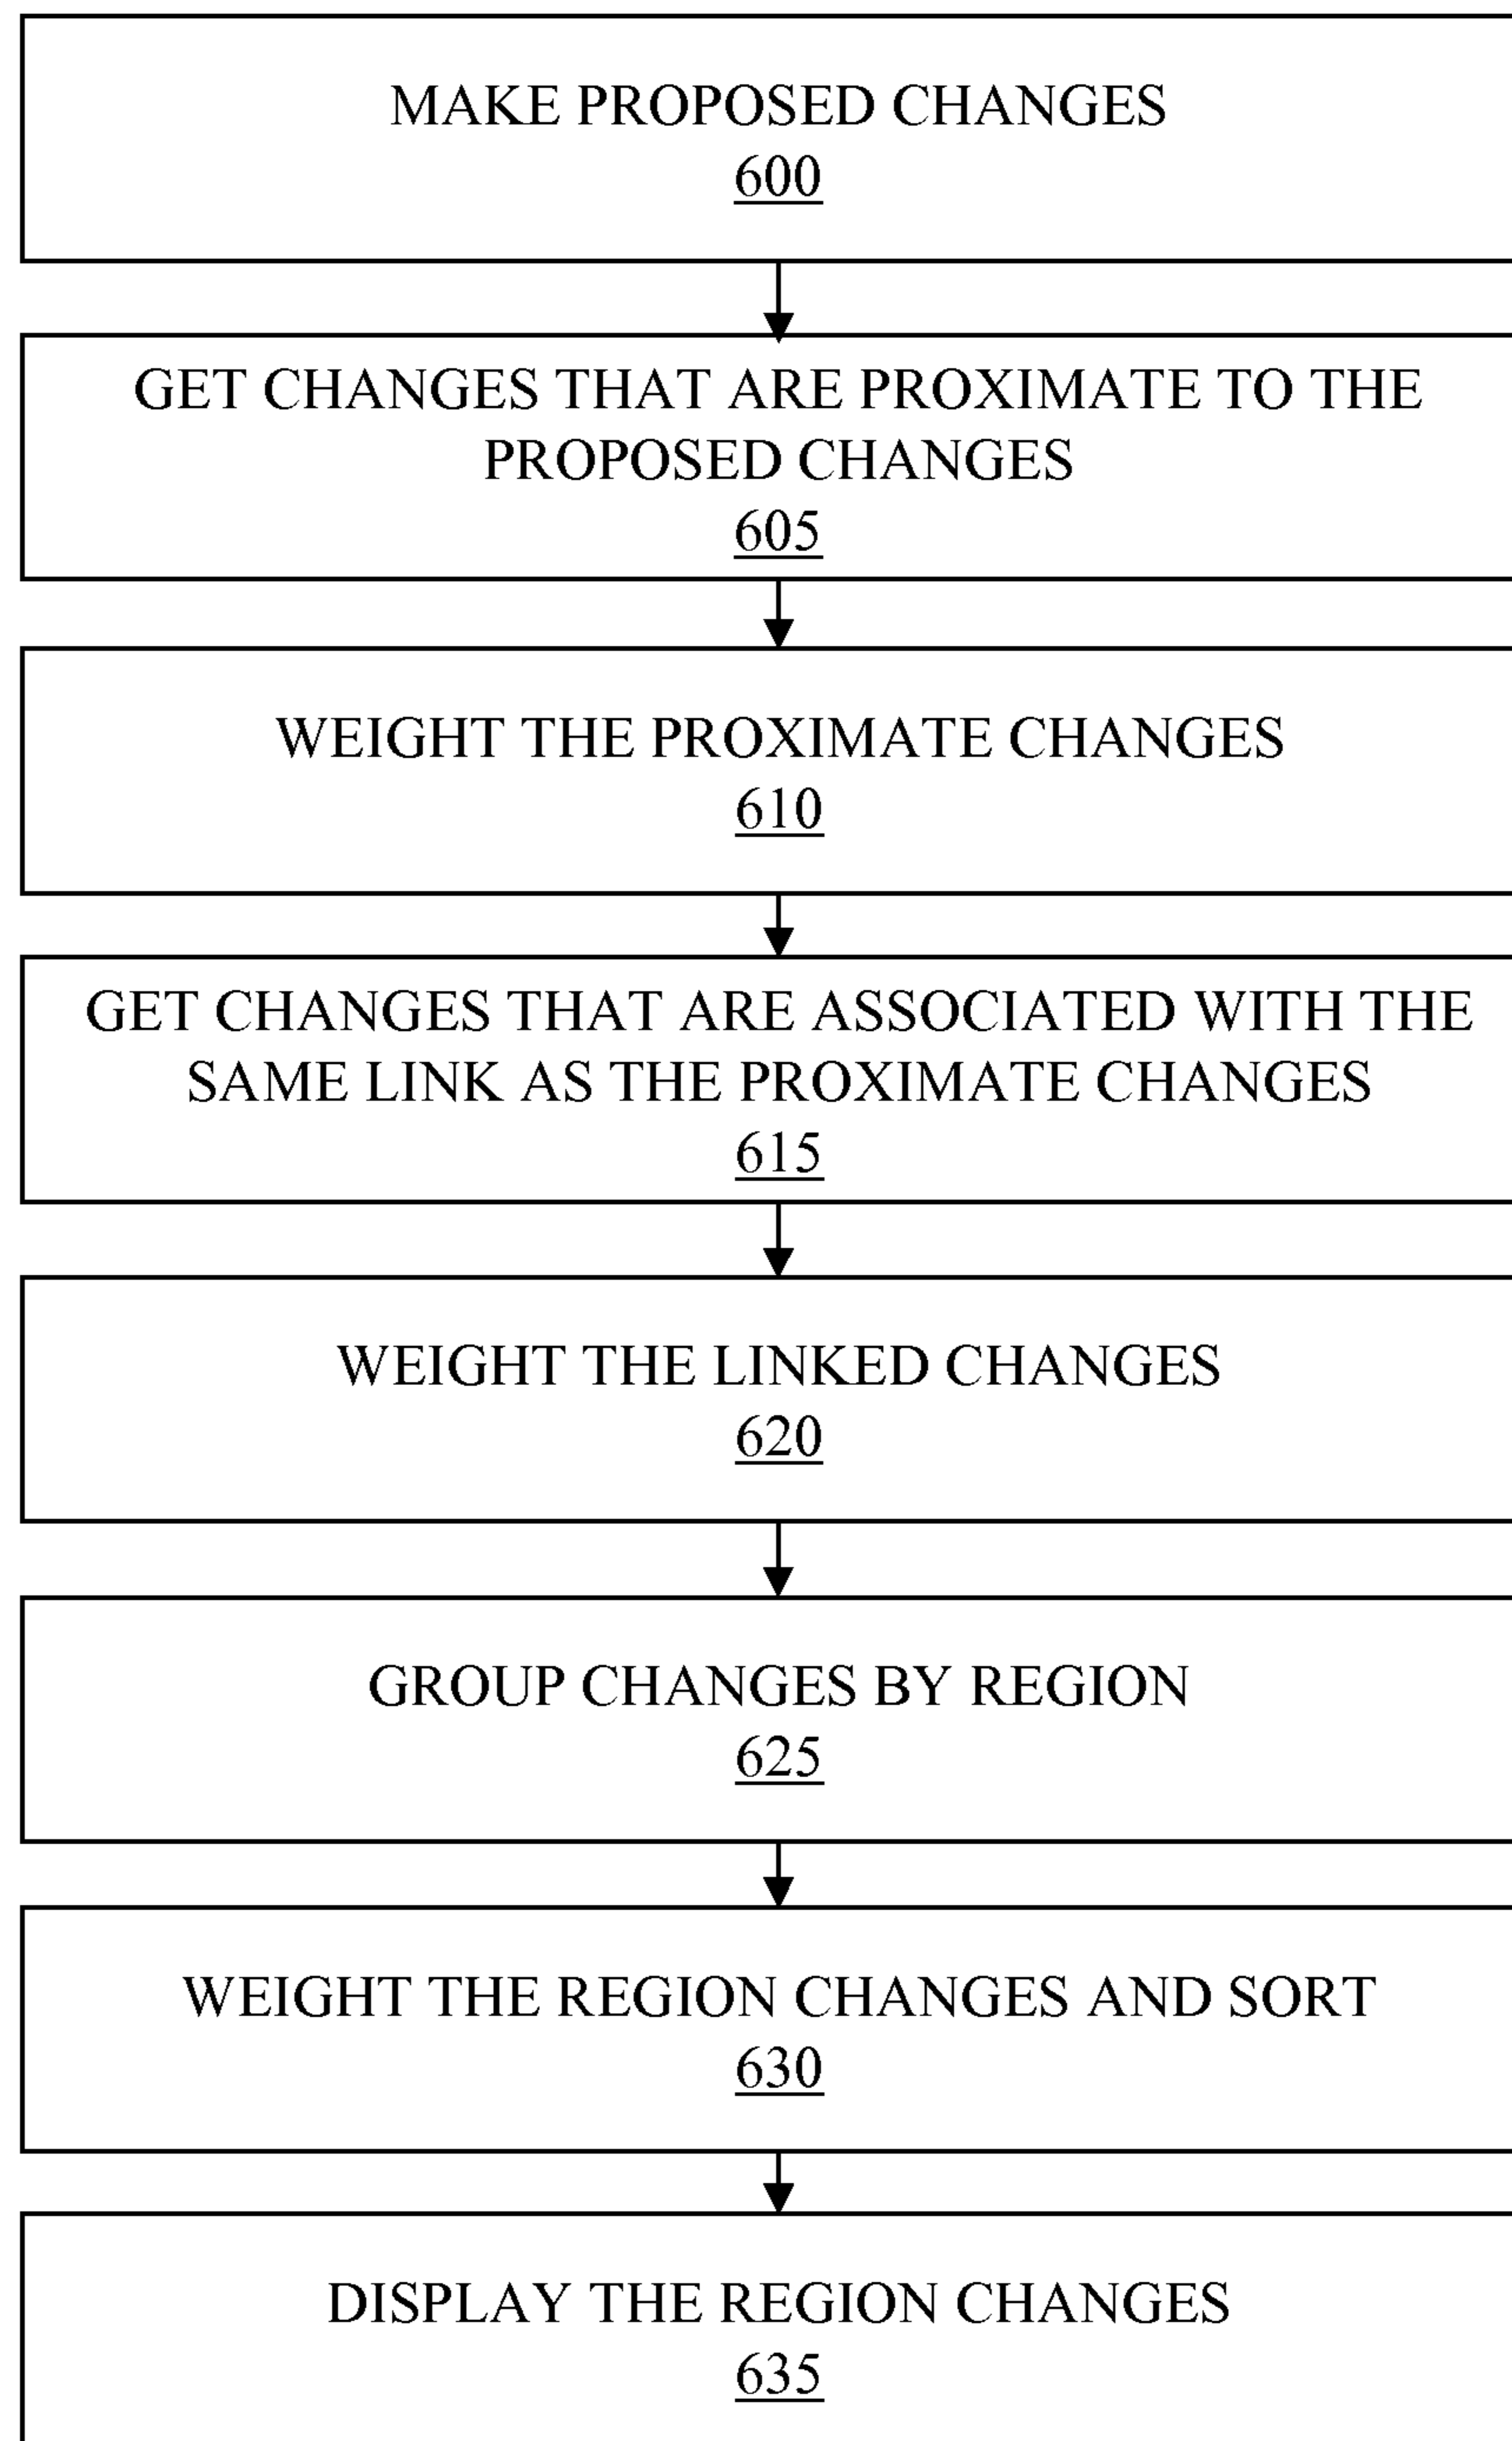 MAKE PROPOSED CHANGES
600
GET CHANGES THAT ARE PROXIMATE TO THE
PROPOSED CHANGES
605
WEIGHT THE PROXIMATE CHANGES
610
GET CHANGES THAT ARE ASSOCIATED WITH THE
SAME LINK AS THE PROXIMATE CHANGES
615
WEIGHT THE LINKED CHANGES
620
GROUP CHANGES BY REGION
625
WEIGHT THE REGION CHANGES AND SORT
630
DISPLAY THE REGION CHANGES
635